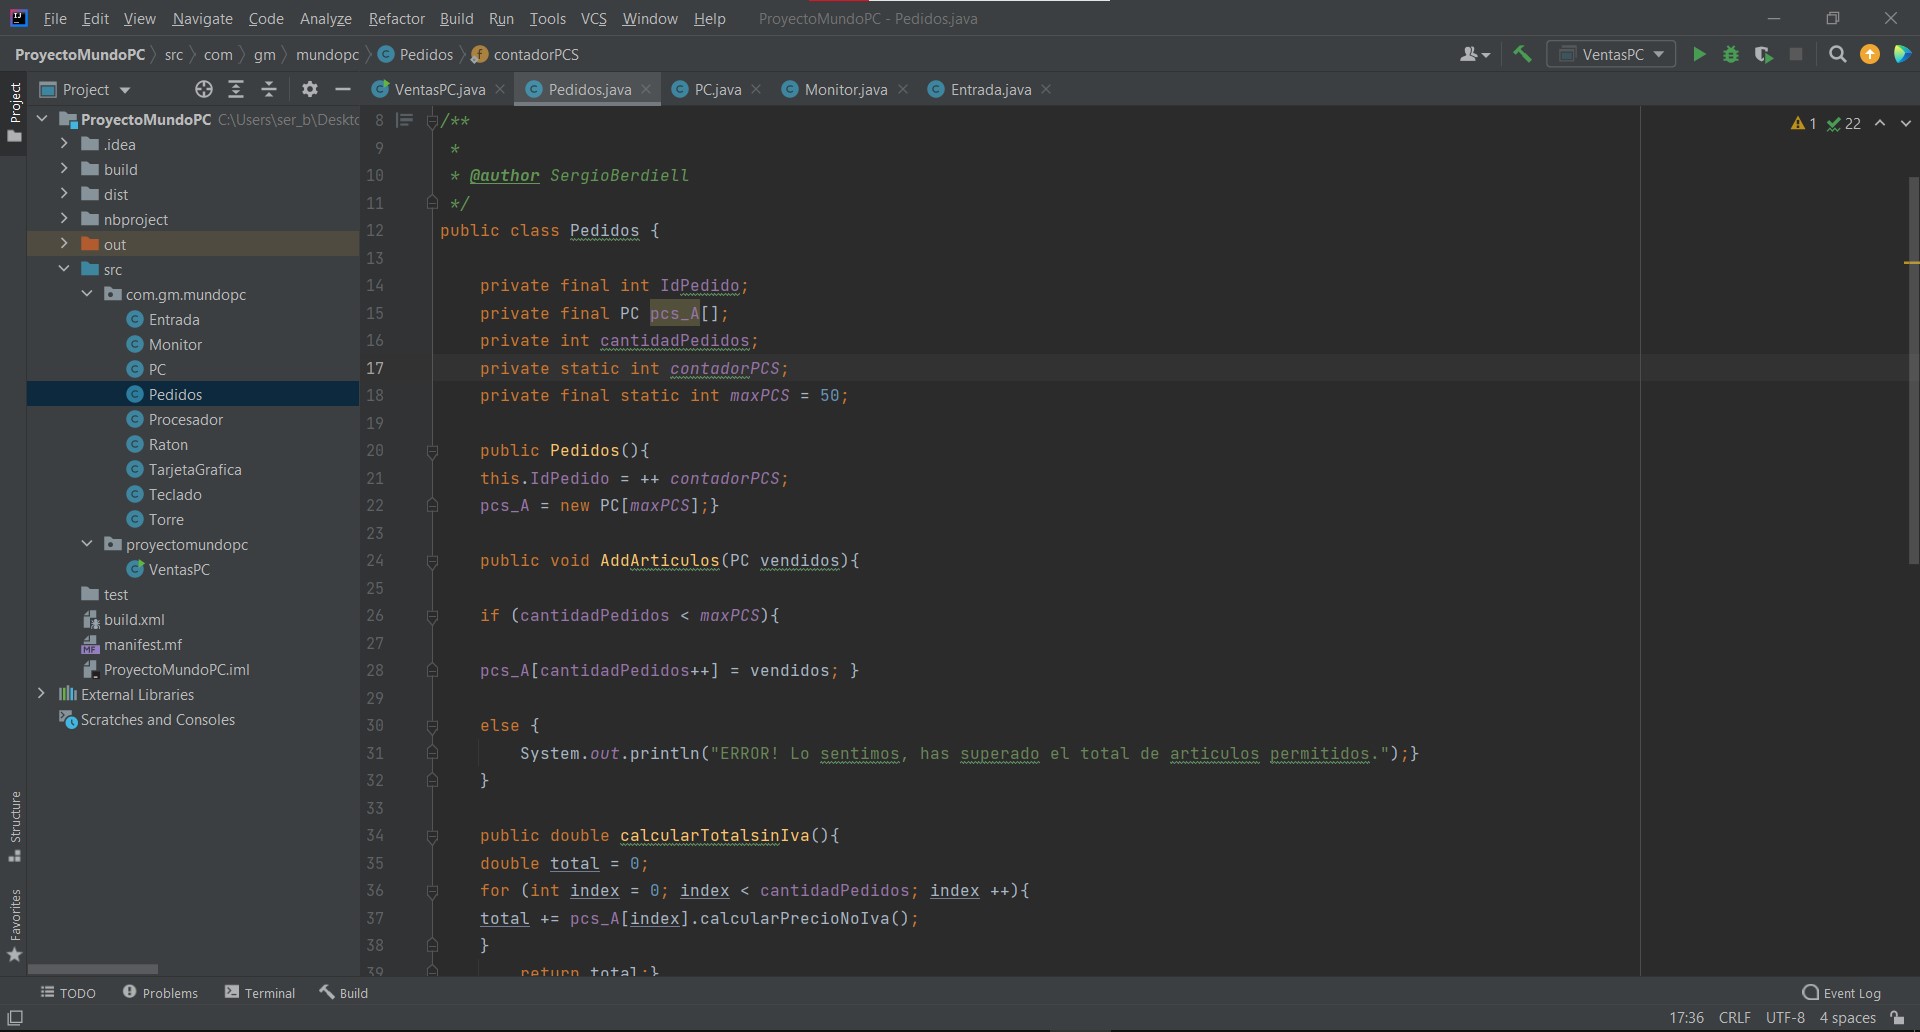 File Edit View Navigate Code Analyze Refactor Build Run Tools VCS Window Help ProyectoMundoPC - Pedidos.java
ProyectoMundoPC src com gm mundopc Pedidos contadorPCS VentasPC
Project VentasPC.java Pedidos.java PC.java Monitor.java Entrada.java
Project
Structure
Favorites
ProyectoMundoPC C:\Users\ser_b\Deskto
.idea
build
dist
nbproject
out
src
com.gm.mundopc
Entrada
Monitor
PC
Pedidos
Procesador
Raton
TarjetaGrafica
Teclado
Torre
proyectomundopc
VentasPC
test
build.xml
manifest.mf
ProyectoMundoPC.iml
External Libraries
Scratches and Consoles
1 22
8 /**
9 *
10 * @author SergioBerdiell
11 */
12 public class Pedidos {
13
14 private final int IdPedido;
15 private final PC pcs_A[];
16 private int cantidadPedidos;
17 private static int contadorPCS;
18 private final static int maxPCS = 50;
19
20 public Pedidos(){
21 this.IdPedido = ++ contadorPCS;
22 pcs_A = new PC[maxPCS];}
23
24 public void AddArticulos(PC vendidos){
25
26 if (cantidadPedidos < maxPCS){
27
28 pcs_A[cantidadPedidos++] = vendidos; }
29
30 else {
31 System.out.println("ERROR! Lo sentimos, has superado el total de articulos permitidos.");}
32 }
33
34 public double calcularTotalsinIva(){
35 double total = 0;
36 for (int index = 0; index < cantidadPedidos; index ++){
37 total += pcs_A[index].calcularPrecioNoIva();
38 }
39 return total;}
TODO Problems Terminal Build Event Log
17:36 CRLF UTF-8 4 spaces